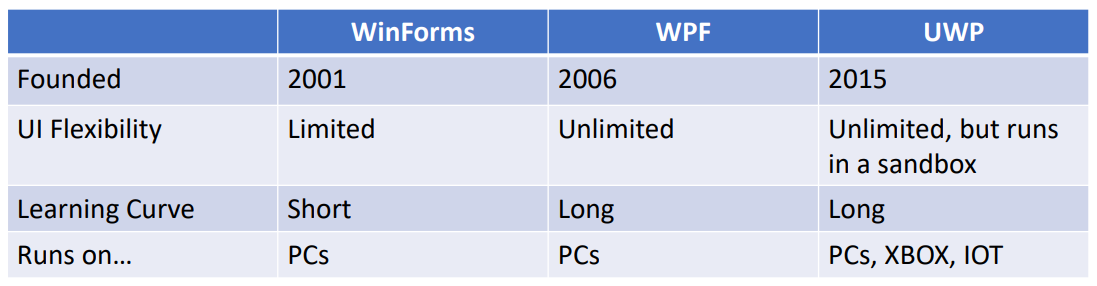 WinForms WPF UWP
Founded 2001 2006 2015
UI Flexibility Limited Unlimited Unlimited, but runs
in a sandbox
Learning Curve Short Long Long
Runs on... PCs PCs PCs, XBOX, IOT